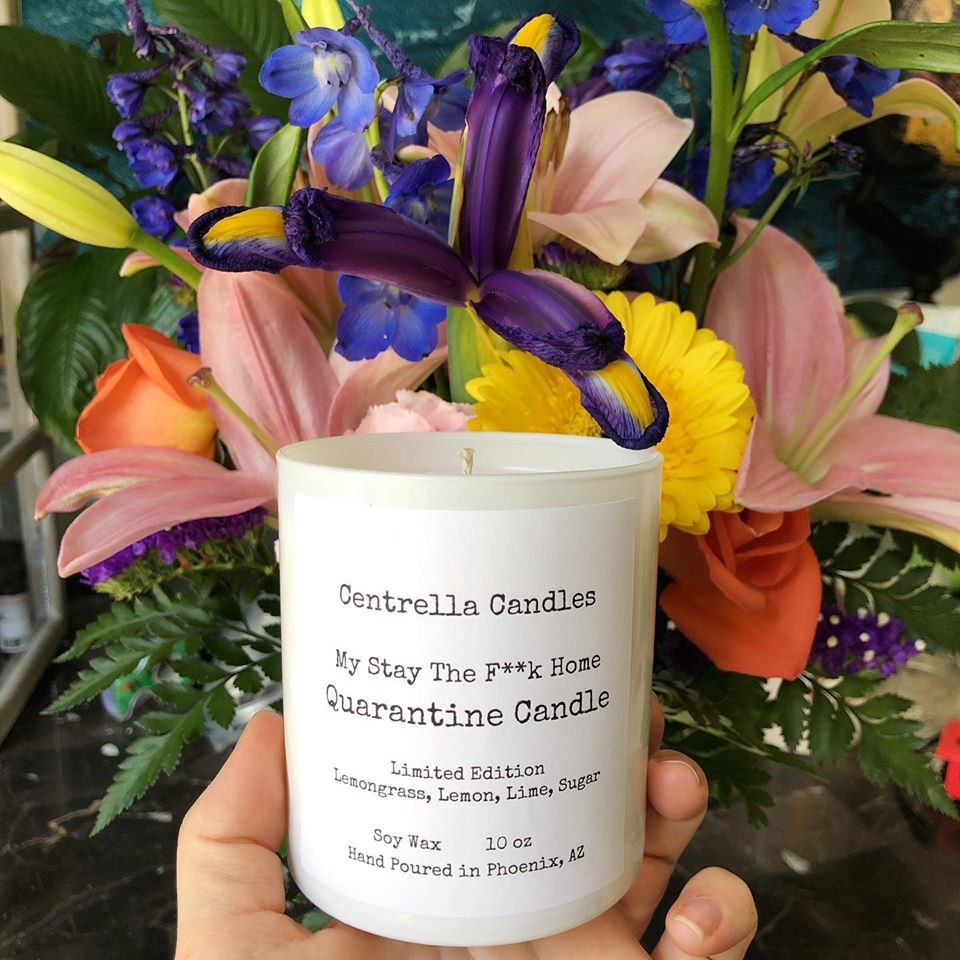 Centrella Candles
My Stay The F**k Home
Quarantine Candle
Limited Edition
Lemongrass, Lemon, Lime, Sugar
Soy Wax 10 oz
Hand Poured in Phoenix, AZ